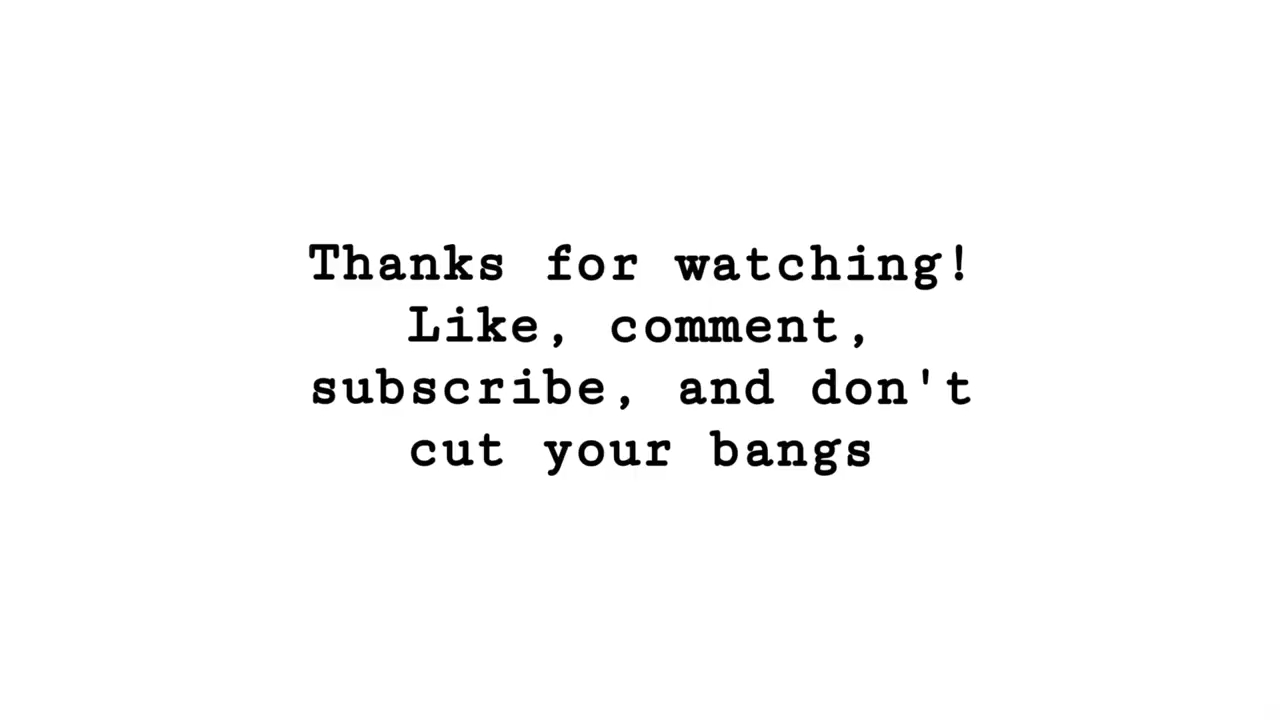 Thanks for watching!
Like, comment,
subscribe, and don't
cut your bangs